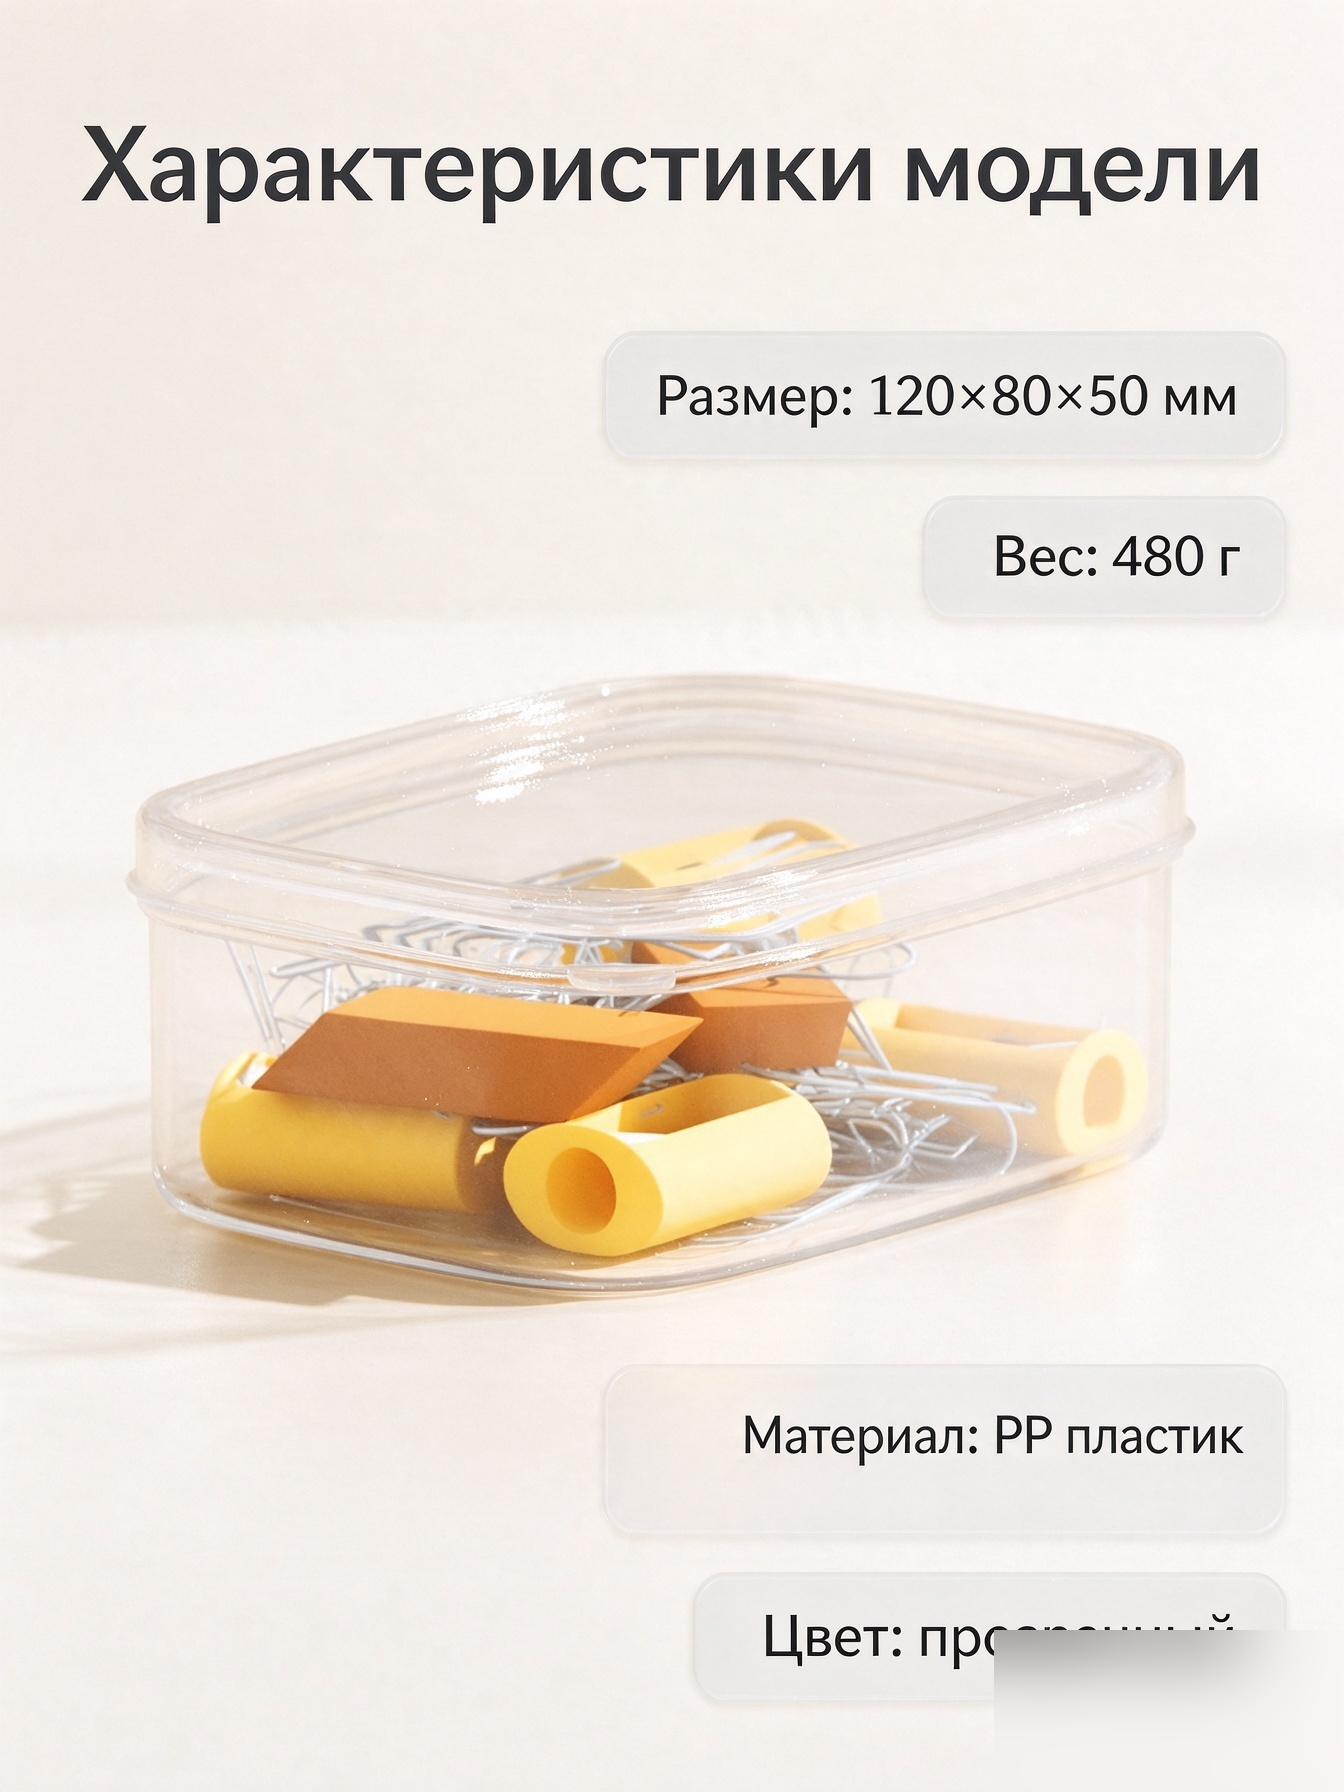 Характеристики модели
Размер: 120×80×50 мм
Вес: 480 г
Материал: PP пластик
Цвет: